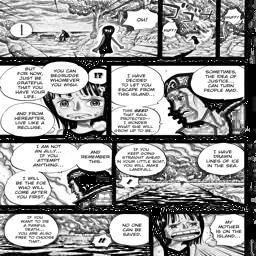 OU!
HUFF!
HUFF!
BUT
FOR NOW,
JUST BE
GRATEFUL
THAT YOU
HAVE YOUR
LIFE.
YOU CAN
BEGRUDGE
WHOMEVER
YOU WISH.
!?
AND FROM
HEREAFTER,
LIVE LIKE A
RECLUSE.
I HAVE
DECIDED
TO LET YOU
ESCAPE FROM
THIS ISLAND...
THIS SEED
THAT SAUL
PROTECTED...
I WONDER
WHAT SHE WILL
GROW UP TO BE...
SOMETIMES,
THE IDEA OF
JUSTICE...
CAN TURN
PEOPLE MAD.
I AM NOT
AN ALLY...
IF YOU
ATTEMPT
ANYTHING...
AND
REMEMBER
THIS.
I WILL BE
THE FOE
WHO WILL
COME AFTER
YOU FIRST.
IF YOU
KEEP GOING
STRAIGHT AHEAD
IN YOUR LITTLE BOAT,
YOU'LL MAKE
LANDFALL.
I HAVE
DRAWN
LINES OF ICE
IN THE SEA.
IF YOU
WANT TO DIE
A PAINFUL
DEATH...
YOU ARE ALSO
FREE TO CHOOSE
THAT.
!!
NO ONE
CAN BE
SAVED.
MY
MOTHER
IS ON THE
ISLAND...